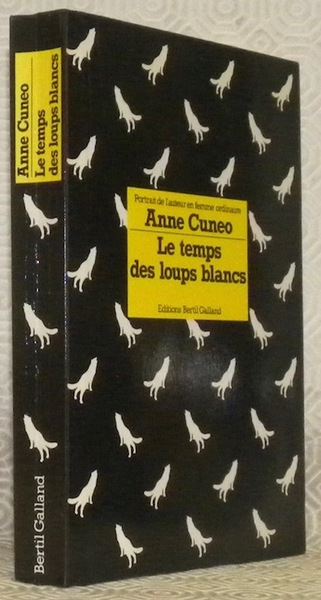 Anne Cuneo
Le temps
des loups blancs
Bertil Galland
Portrait de l'auteur en femme ordinaire
Anne Cuneo
Le temps
des loups blancs
Editions Bertil Galland